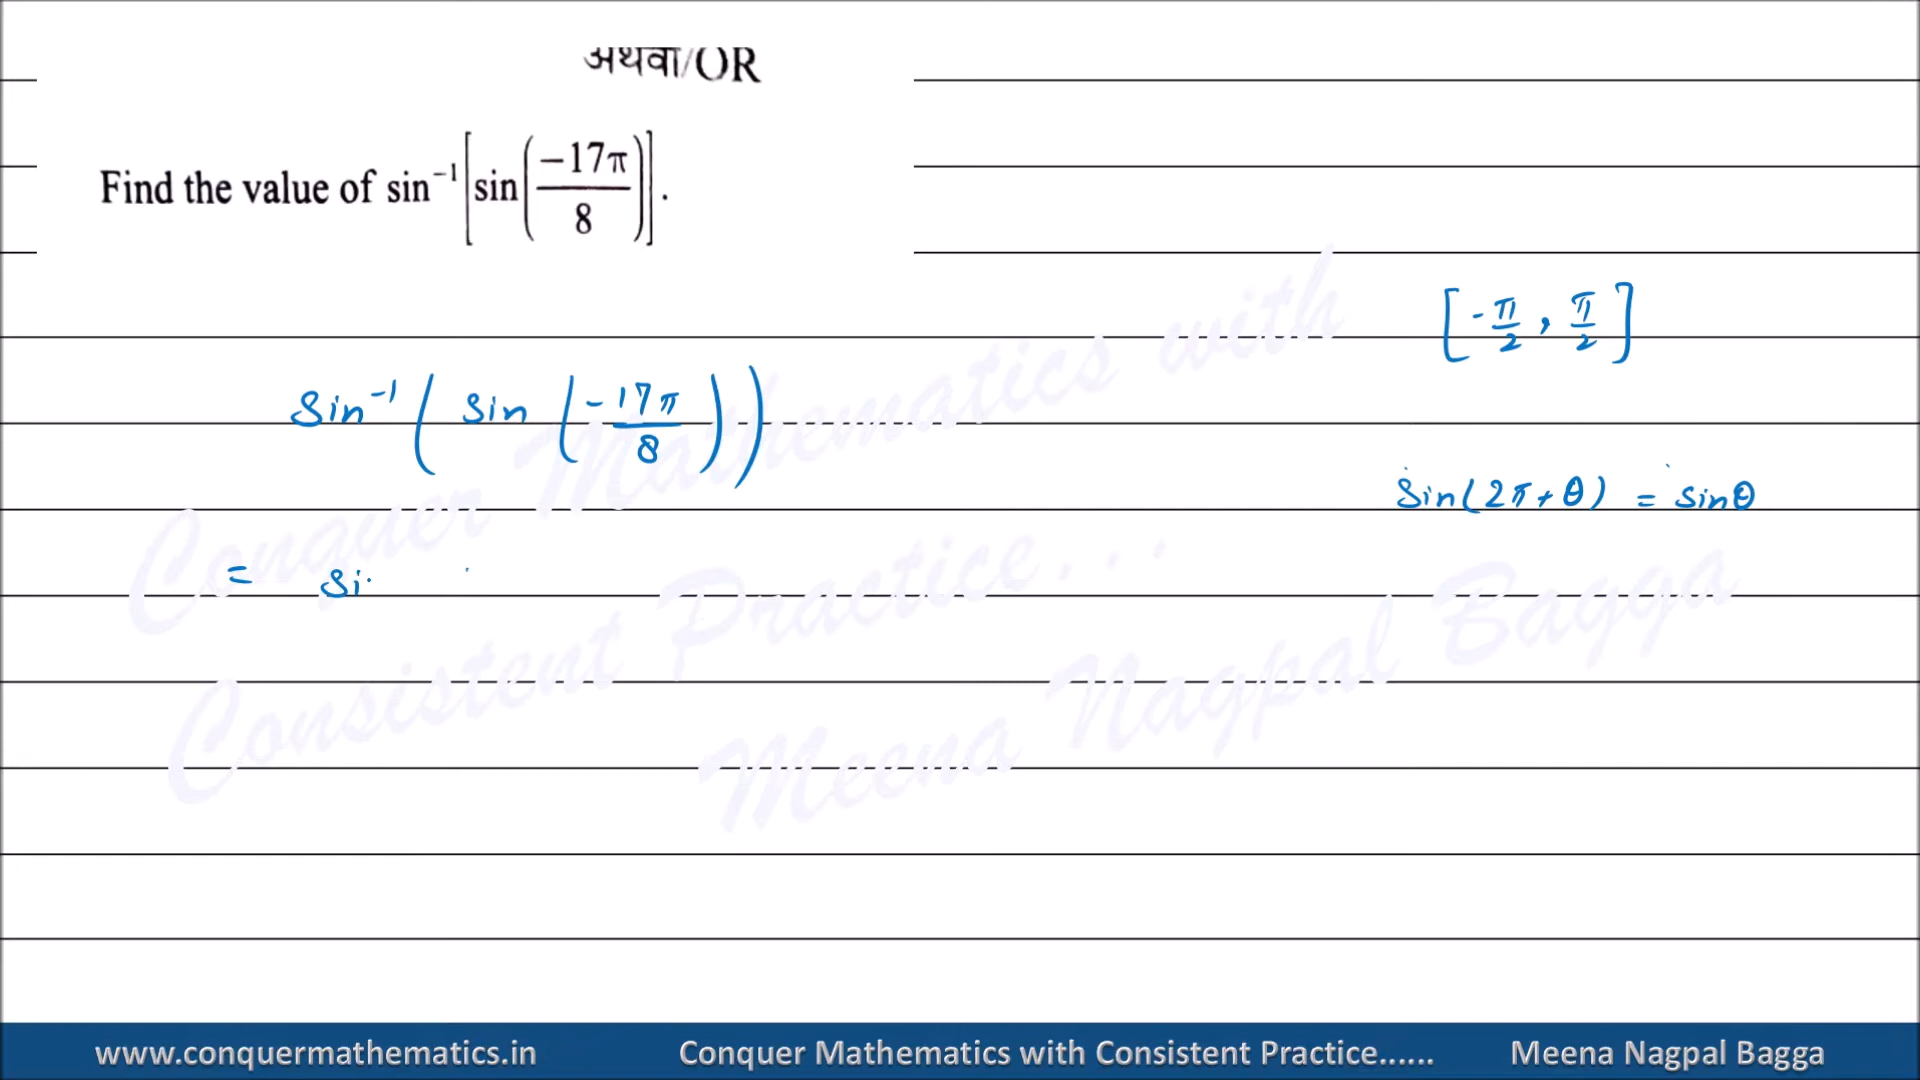 अथवा/OR
Find the value of sin⁻¹[sin(−17π/8)].
[-π/2, π/2]
Sin⁻¹(sin(-17π/8))
Sin(2π+θ) = sinθ
= Si
Conquer Mathematics with
Consistent Practice...
Meena Nagpal Bagga
www.conquermathematics.in Conquer Mathematics with Consistent Practice...... Meena Nagpal Bagga